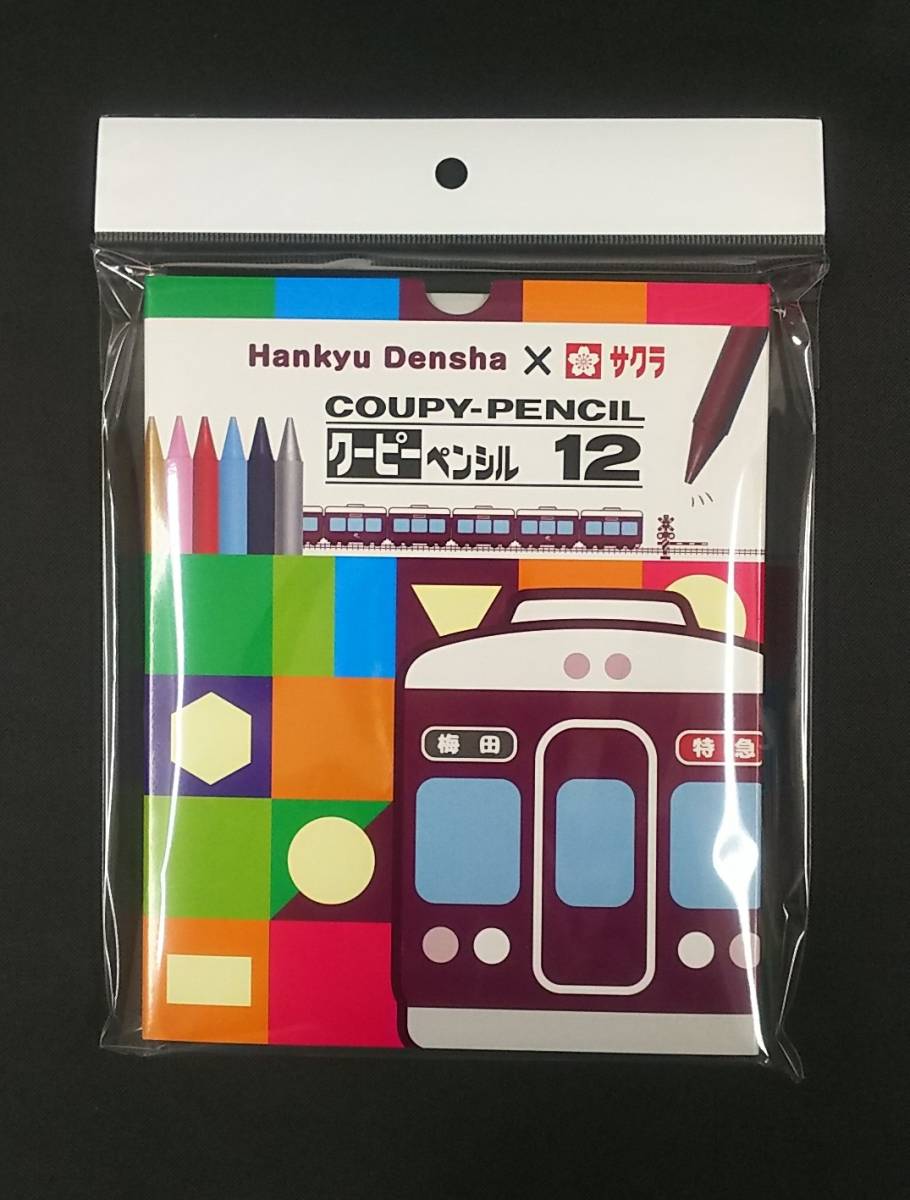 Hankyu Densha × サクラ
COUPY-PENCIL
クーピーペンシル 12
梅田 特急